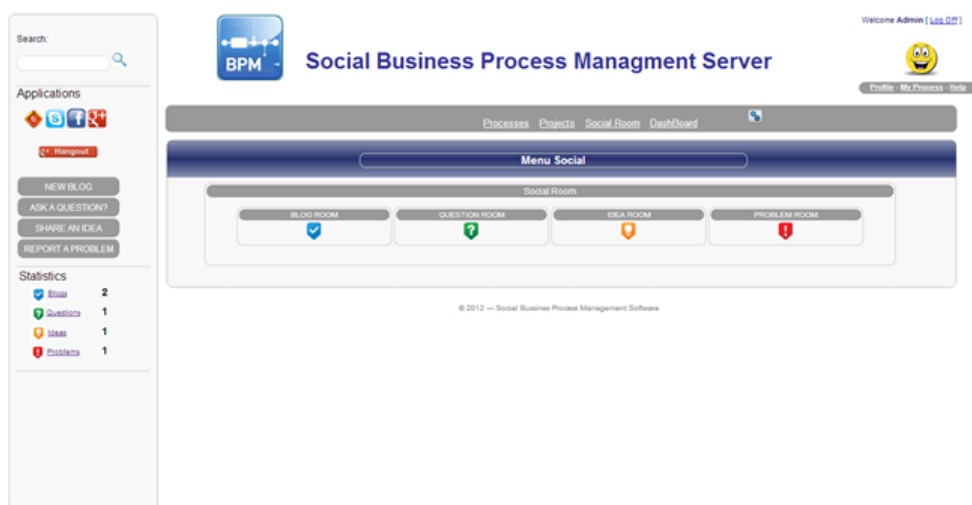 Search:
Applications
g+ Hangout
NEW BLOG
ASK A QUESTION?
SHARE AN IDEA
REPORT A PROBLEM
Statistics
Blogs 2
Questions 1
Ideas 1
Problems 1
BPM
Social Business Process Managment Server
Welcome Admin [ Log Off ]
Profile - My Process - Help
Processes Projects Social Room DashBoard
Menu Social
Social Room
BLOG ROOM QUESTION ROOM IDEA ROOM PROBLEM ROOM
© 2012 — Social Bussines Process Management Software